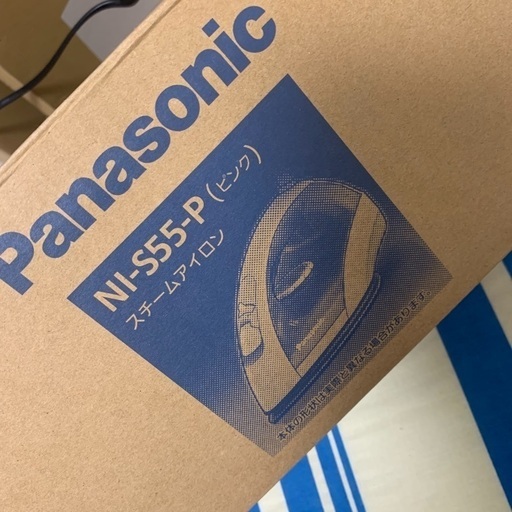 Panasonic
NI-S55-P (ピンク)
スチームアイロン
本体の形状は実際と異なる場合があります。